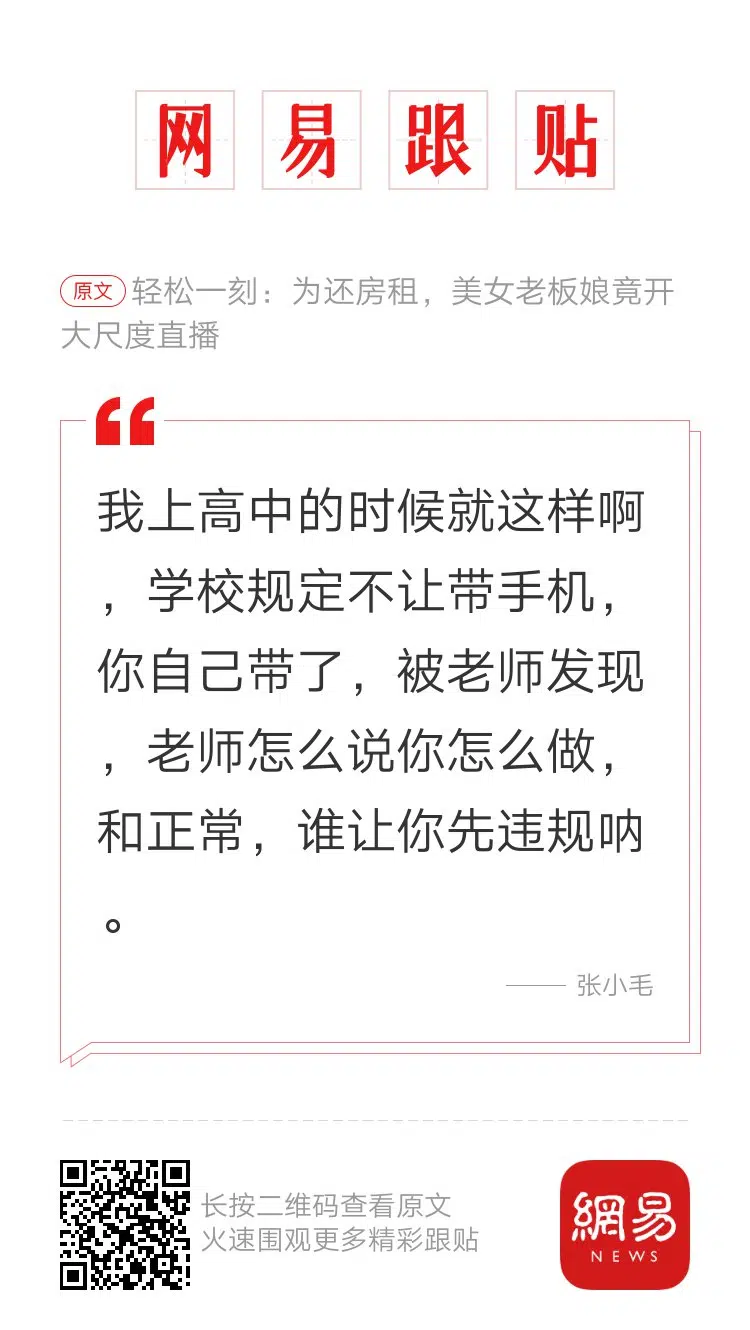 网易跟贴
原文 轻松一刻：为还房租，美女老板娘竟开
大尺度直播
我上高中的时候就这样啊
，学校规定不让带手机，
你自己带了，被老师发现
，老师怎么说你怎么做，
和正常，谁让你先违规呐
。
—— 张小毛
长按二维码查看原文
火速围观更多精彩跟贴
網易
NEWS